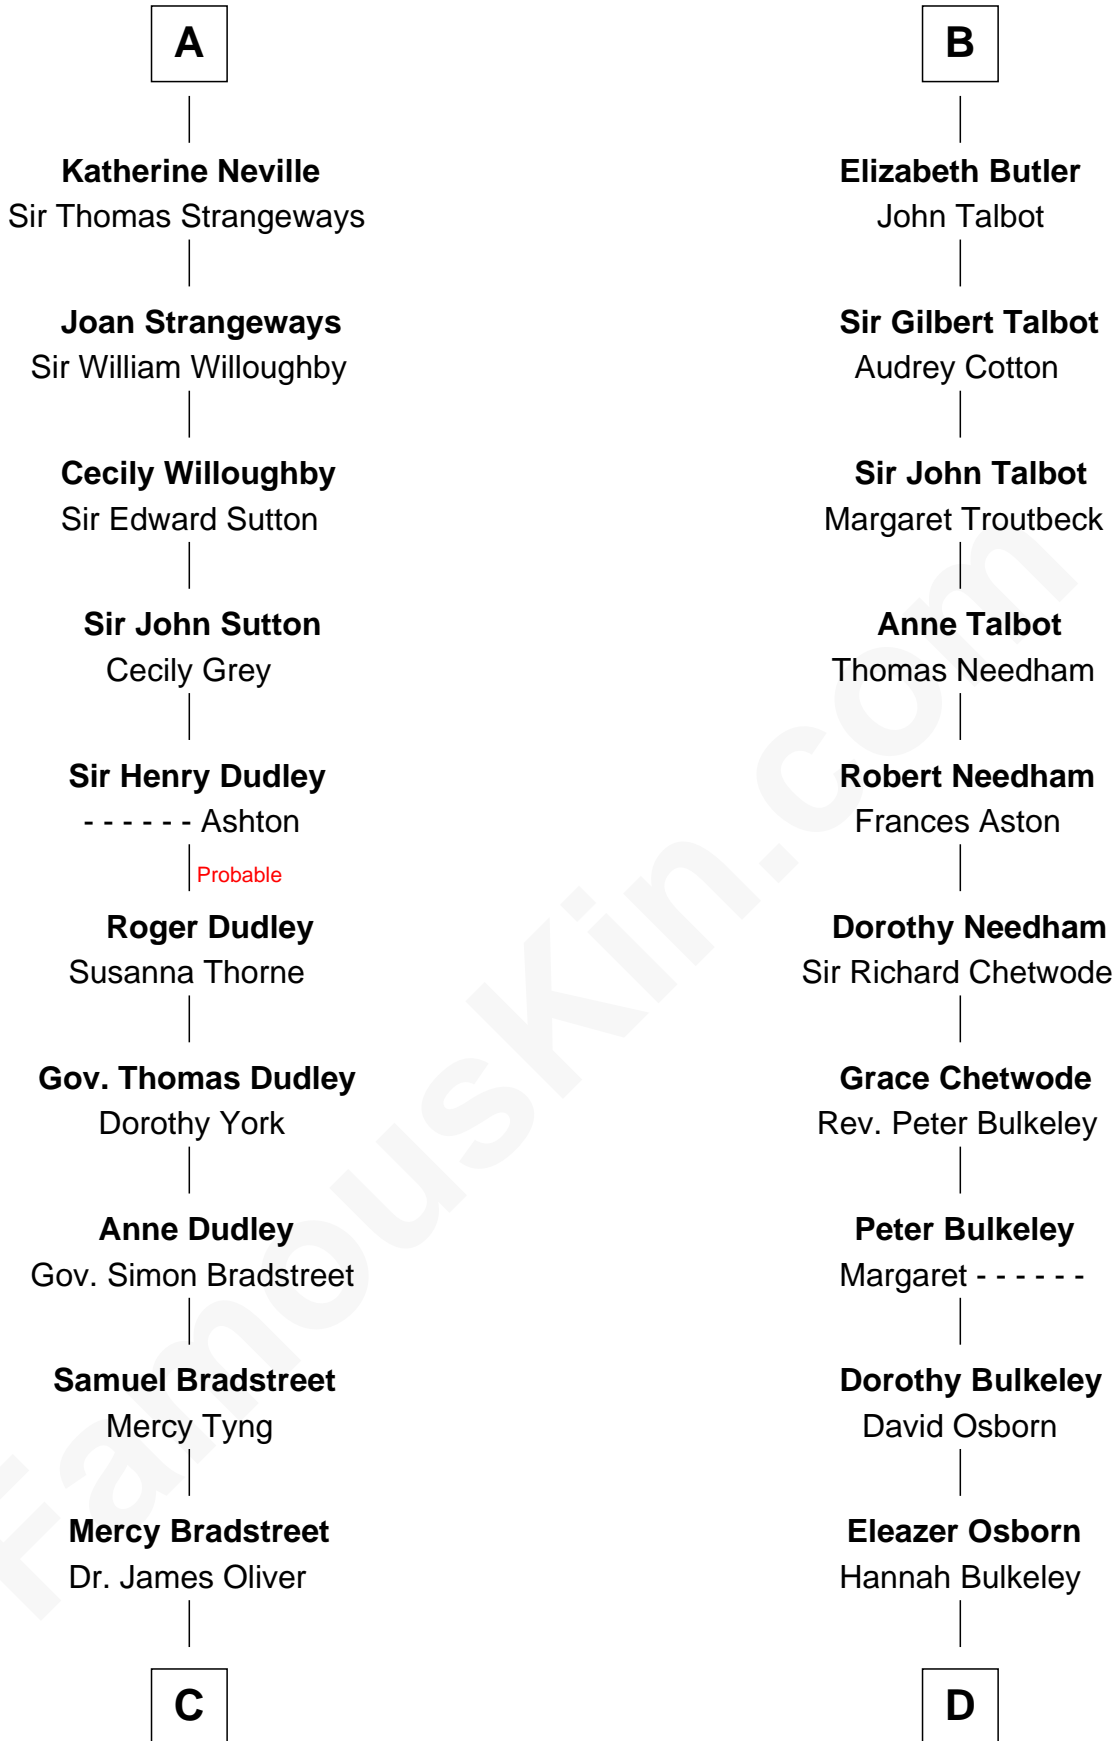 A
Katherine Neville
Sir Thomas Strangeways
Joan Strangeways
Sir William Willoughby
Cecily Willoughby
Sir Edward Sutton
Sir John Sutton
Cecily Grey
Sir Henry Dudley
- - - - - - Ashton
Probable
Roger Dudley
Susanna Thorne
Gov. Thomas Dudley
Dorothy York
Anne Dudley
Gov. Simon Bradstreet
Samuel Bradstreet
Mercy Tyng
Mercy Bradstreet
Dr. James Oliver
C
B
Elizabeth Butler
John Talbot
Sir Gilbert Talbot
Audrey Cotton
Sir John Talbot
Margaret Troutbeck
Anne Talbot
Thomas Needham
Robert Needham
Frances Aston
Dorothy Needham
Sir Richard Chetwode
Grace Chetwode
Rev. Peter Bulkeley
Peter Bulkeley
Margaret - - - - - -
Dorothy Bulkeley
David Osborn
Eleazer Osborn
Hannah Bulkeley
D
FamousKin.com